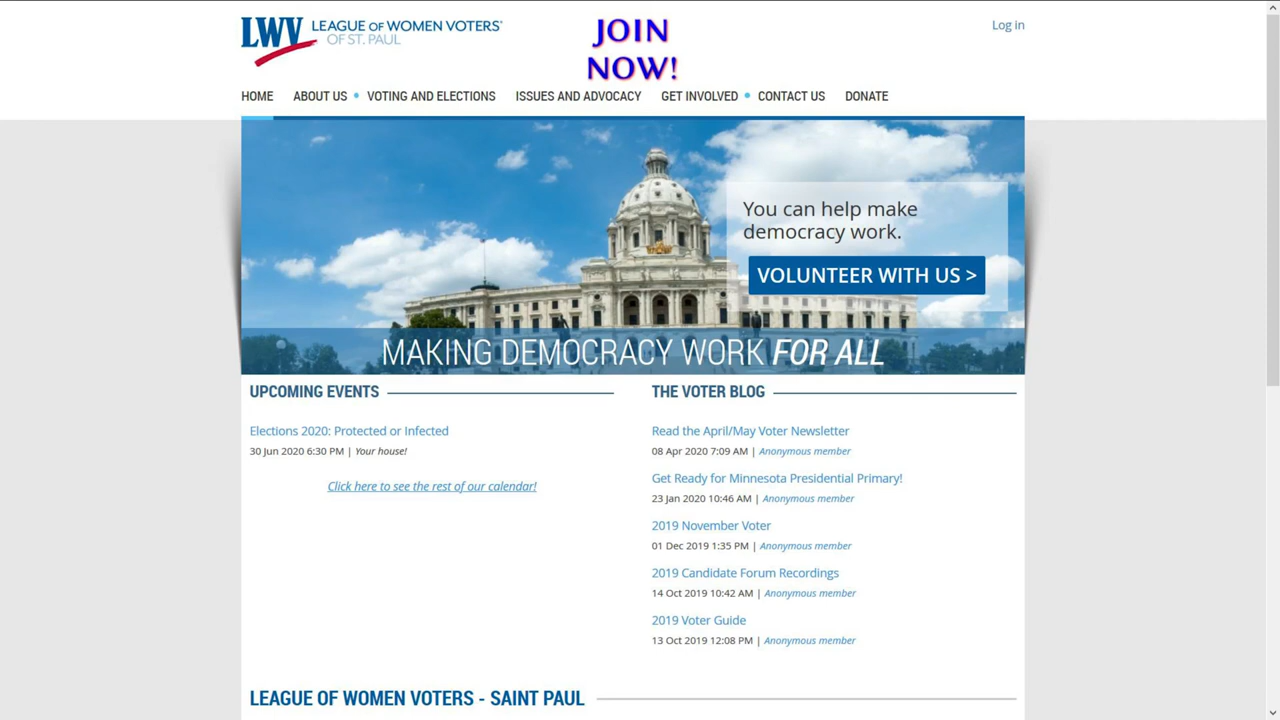 LWV LEAGUE OF WOMEN VOTERS®
OF ST. PAUL
JOIN
NOW!
Log in
HOME ABOUT US VOTING AND ELECTIONS ISSUES AND ADVOCACY GET INVOLVED CONTACT US DONATE
You can help make
democracy work.
VOLUNTEER WITH US >
MAKING DEMOCRACY WORK FOR ALL
UPCOMING EVENTS
Elections 2020: Protected or Infected
30 Jun 2020 6:30 PM | Your house!
Click here to see the rest of our calendar!
THE VOTER BLOG
Read the April/May Voter Newsletter
08 Apr 2020 7:09 AM | Anonymous member
Get Ready for Minnesota Presidential Primary!
23 Jan 2020 10:46 AM | Anonymous member
2019 November Voter
01 Dec 2019 1:35 PM | Anonymous member
2019 Candidate Forum Recordings
14 Oct 2019 10:42 AM | Anonymous member
2019 Voter Guide
13 Oct 2019 12:08 PM | Anonymous member
LEAGUE OF WOMEN VOTERS - SAINT PAUL